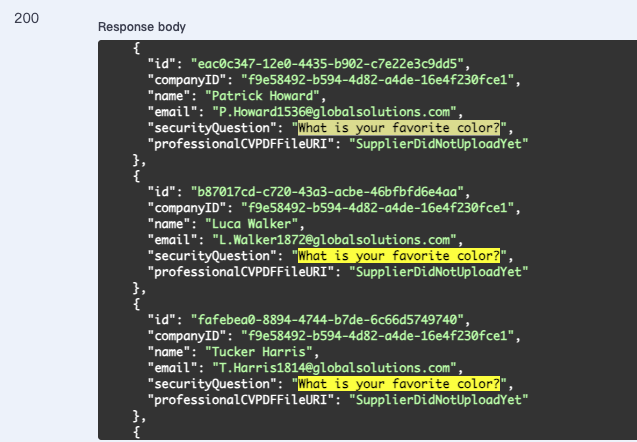 200
Response body
{
"id": "eac0c347-12e0-4435-b902-c7e22e3c9dd5",
"companyID": "f9e58492-b594-4d82-a4de-16e4f230fce1",
"name": "Patrick Howard",
"email": "P.Howard1536@globalsolutions.com",
"securityQuestion": "What is your favorite color?",
"professionalCVPDFFileURI": "SupplierDidNotUploadYet"
},
{
"id": "b87017cd-c720-43a3-acbe-46bfbfd6e4aa",
"companyID": "f9e58492-b594-4d82-a4de-16e4f230fce1",
"name": "Luca Walker",
"email": "L.Walker1872@globalsolutions.com",
"securityQuestion": "What is your favorite color?",
"professionalCVPDFFileURI": "SupplierDidNotUploadYet"
},
{
"id": "fafebea0-8894-4744-b7de-6c66d5749740",
"companyID": "f9e58492-b594-4d82-a4de-16e4f230fce1",
"name": "Tucker Harris",
"email": "T.Harris1814@globalsolutions.com",
"securityQuestion": "What is your favorite color?",
"professionalCVPDFFileURI": "SupplierDidNotUploadYet"
},
{